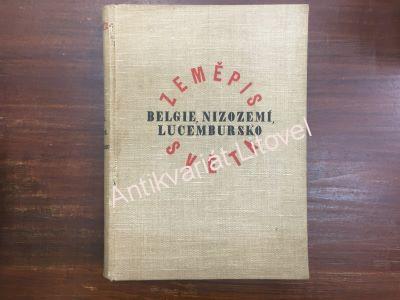 ZEMĚPIS
BELGIE, NIZOZEMÍ,
LUCEMBURSKO
SVĚTA
Antikvariát Litovel